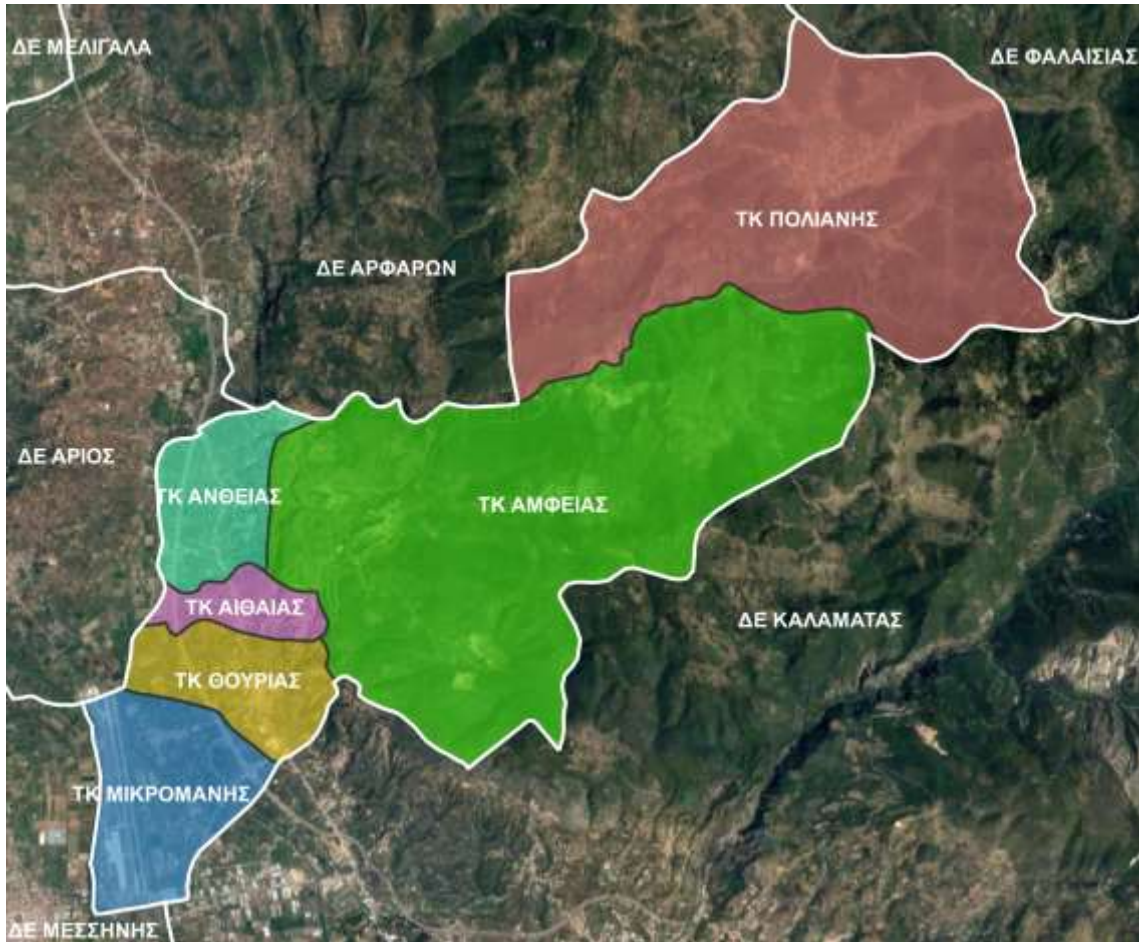 ΔΕ ΜΕΛΙΓΑΛΑ
ΔΕ ΦΑΛΑΙΣΙΑΣ
ΤΚ ΠΟΛΙΑΝΗΣ
ΔΕ ΑΡΦΑΡΩΝ
ΔΕ ΑΡΙΟΣ
ΤΚ ΑΝΘΕΙΑΣ
ΤΚ ΑΜΦΕΙΑΣ
ΤΚ ΑΙΘΑΙΑΣ
ΔΕ ΚΑΛΑΜΑΤΑΣ
ΤΚ ΘΟΥΡΙΑΣ
ΤΚ ΜΙΚΡΟΜΑΝΗΣ
ΔΕ ΜΕΣΣΗΝΗΣ